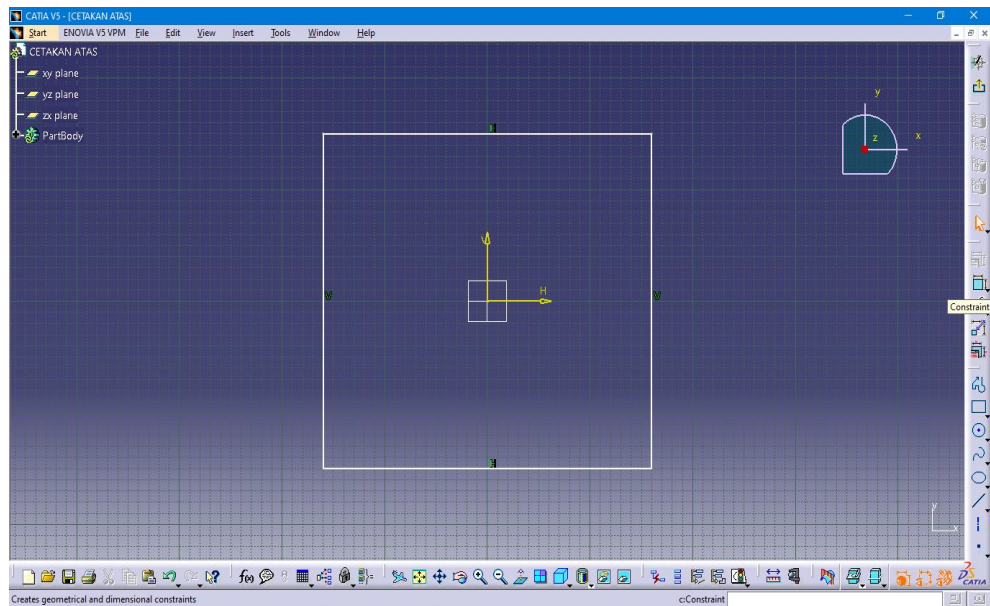 CATIA V5 - [CETAKAN ATAS]
Start ENOVIA V5 VPM File Edit View Insert Tools Window Help
CETAKAN ATAS
xy plane
yz plane
zx plane
PartBody
y
z
x
H
V
H
V
V
Constraint
H
y
x
f(x)
CATIA
Creates geometrical and dimensional constraints
c:Constraint